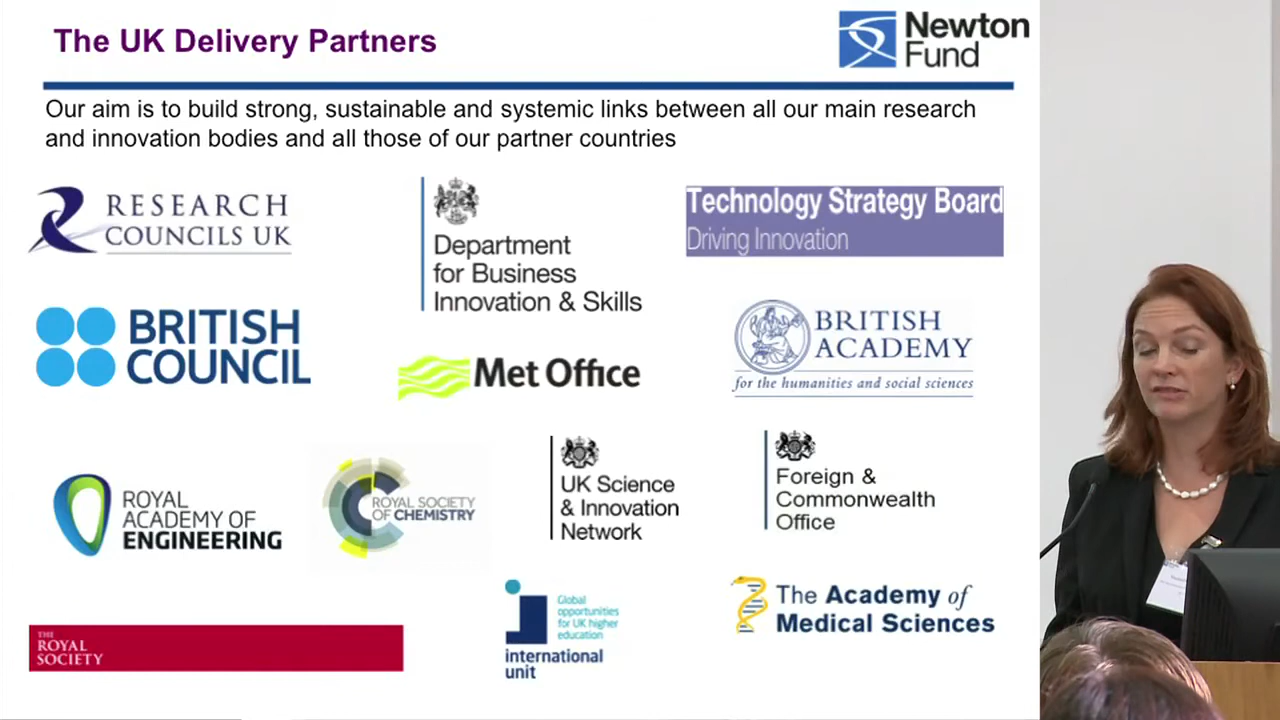 The UK Delivery Partners
Newton
Fund
Our aim is to build strong, sustainable and systemic links between all our main research
and innovation bodies and all those of our partner countries
RESEARCH
COUNCILS UK
Department
for Business
Innovation & Skills
Technology Strategy Board
Driving Innovation
BRITISH
COUNCIL
Met Office
BRITISH
ACADEMY
for the humanities and social sciences
ROYAL
ACADEMY OF
ENGINEERING
ROYAL SOCIETY
OF CHEMISTRY
UK Science
& Innovation
Network
Foreign &
Commonwealth
Office
THE
ROYAL
SOCIETY
Global
opportunities
for UK higher
education
international
unit
The Academy of
Medical Sciences